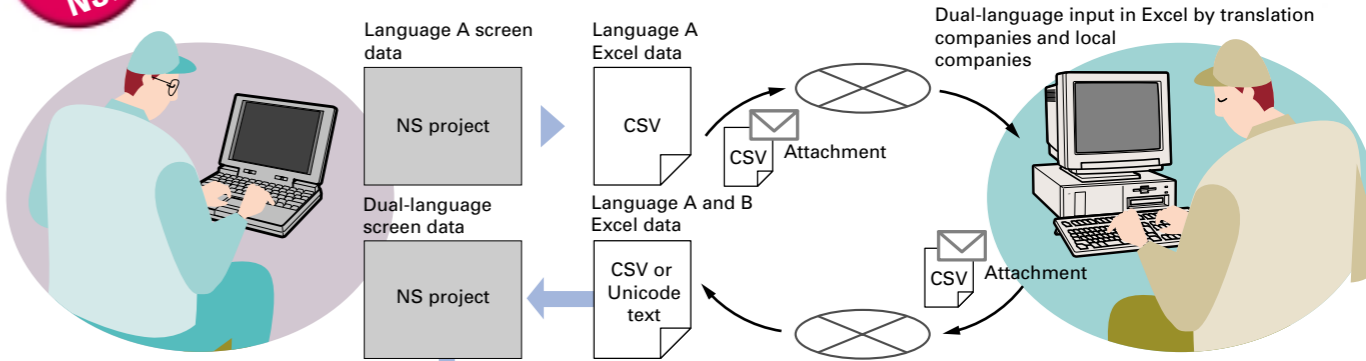 Language A screen
data
NS project
Language A
Excel data
CSV
CSV
Attachment
Dual-language input in Excel by translation
companies and local
companies
Dual-language
screen data
NS project
Language A and B
Excel data
CSV or
Unicode
text
CSV
Attachment